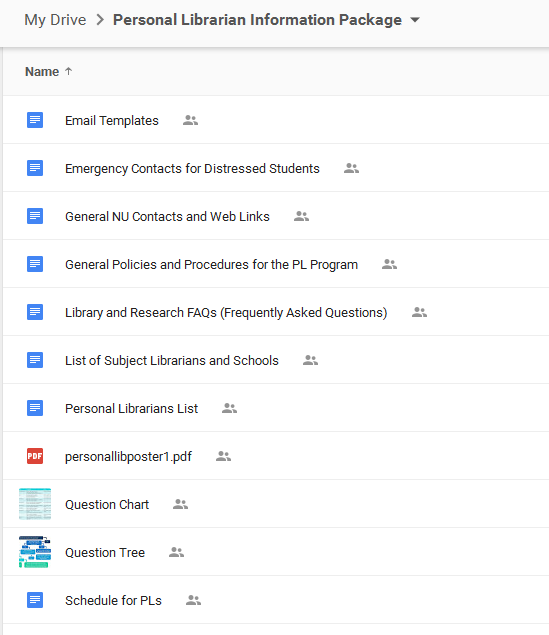 My Drive > Personal Librarian Information Package
Name ↑
Email Templates
Emergency Contacts for Distressed Students
General NU Contacts and Web Links
General Policies and Procedures for the PL Program
Library and Research FAQs (Frequently Asked Questions)
List of Subject Librarians and Schools
Personal Librarians List
PDF personallibposter1.pdf
Question Chart
Question Tree
Schedule for PLs